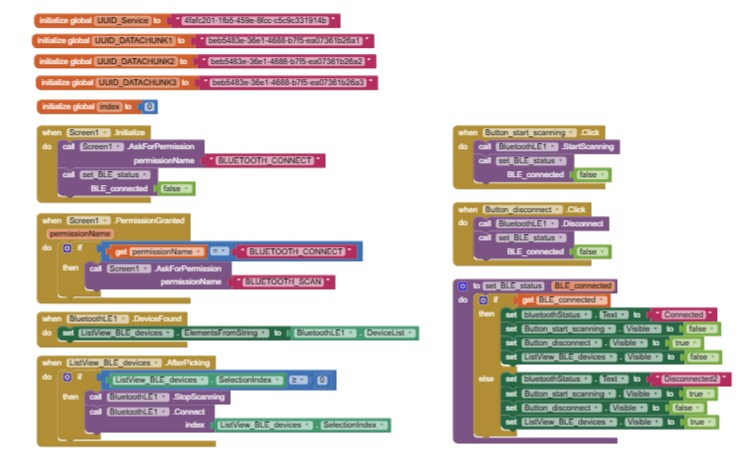 initialize global UUID_Service to " 4fafc201-1fb5-459e-8fcc-c5c9c331914b "
initialize global UUID_DATACHUNK1 to " beb5483e-36e1-4688-b7f5-ea07361b26a1 "
initialize global UUID_DATACHUNK2 to " beb5483e-36e1-4688-b7f5-ea07361b26a2 "
initialize global UUID_DATACHUNK3 to " beb5483e-36e1-4688-b7f5-ea07361b26a3 "
initialize global index to 0
when Screen1 .Initialize
do call Screen1 .AskForPermission
permissionName " BLUETOOTH_CONNECT "
call set_BLE_status
BLE_connected false
when Screen1 .PermissionGranted
permissionName
do if get permissionName = " BLUETOOTH_CONNECT "
then call Screen1 .AskForPermission
permissionName " BLUETOOTH_SCAN "
when BluetoothLE1 .DeviceFound
do set ListView_BLE_devices . ElementsFromString to BluetoothLE1 . DeviceList
when ListView_BLE_devices .AfterPicking
do if ListView_BLE_devices . SelectionIndex ≥ 0
then call BluetoothLE1 .StopScanning
call BluetoothLE1 .Connect
index ListView_BLE_devices . SelectionIndex
when Button_start_scanning .Click
do call BluetoothLE1 .StartScanning
call set_BLE_status
BLE_connected false
when Button_disconnect .Click
do call BluetoothLE1 .Disconnect
call set_BLE_status
BLE_connected false
to set_BLE_status BLE_connected
do if get BLE_connected
then set bluetoothStatus . Text to " Connected "
set Button_start_scanning . Visible to false
set Button_disconnect . Visible to true
set ListView_BLE_devices . Visible to false
else set bluetoothStatus . Text to " Disconnected2 "
set Button_start_scanning . Visible to true
set Button_disconnect . Visible to false
set ListView_BLE_devices . Visible to true